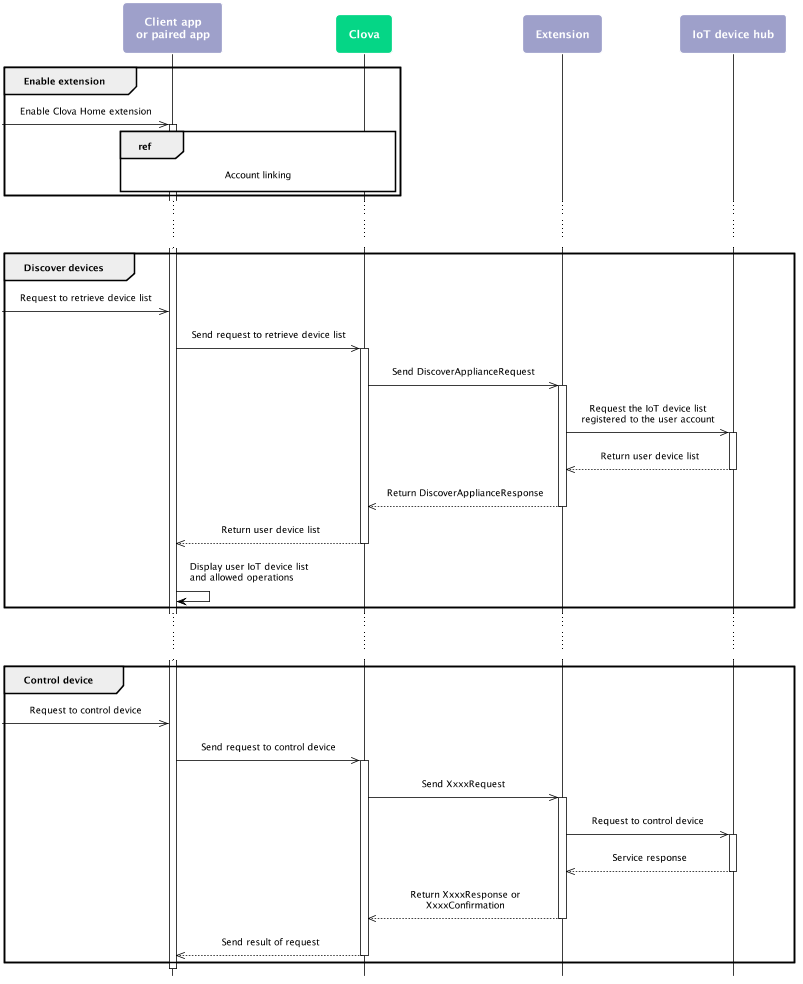 Client app
or paired app
Clova
Extension
IoT device hub
Enable extension
Enable Clova Home extension
ref
Account linking
Discover devices
Request to retrieve device list
Send request to retrieve device list
Send DiscoverApplianceRequest
Request the IoT device list
registered to the user account
Return user device list
Return DiscoverApplianceResponse
Return user device list
Display user IoT device list
and allowed operations
Control device
Request to control device
Send request to control device
Send XxxxRequest
Request to control device
Service response
Return XxxxResponse or
XxxxConfirmation
Send result of request